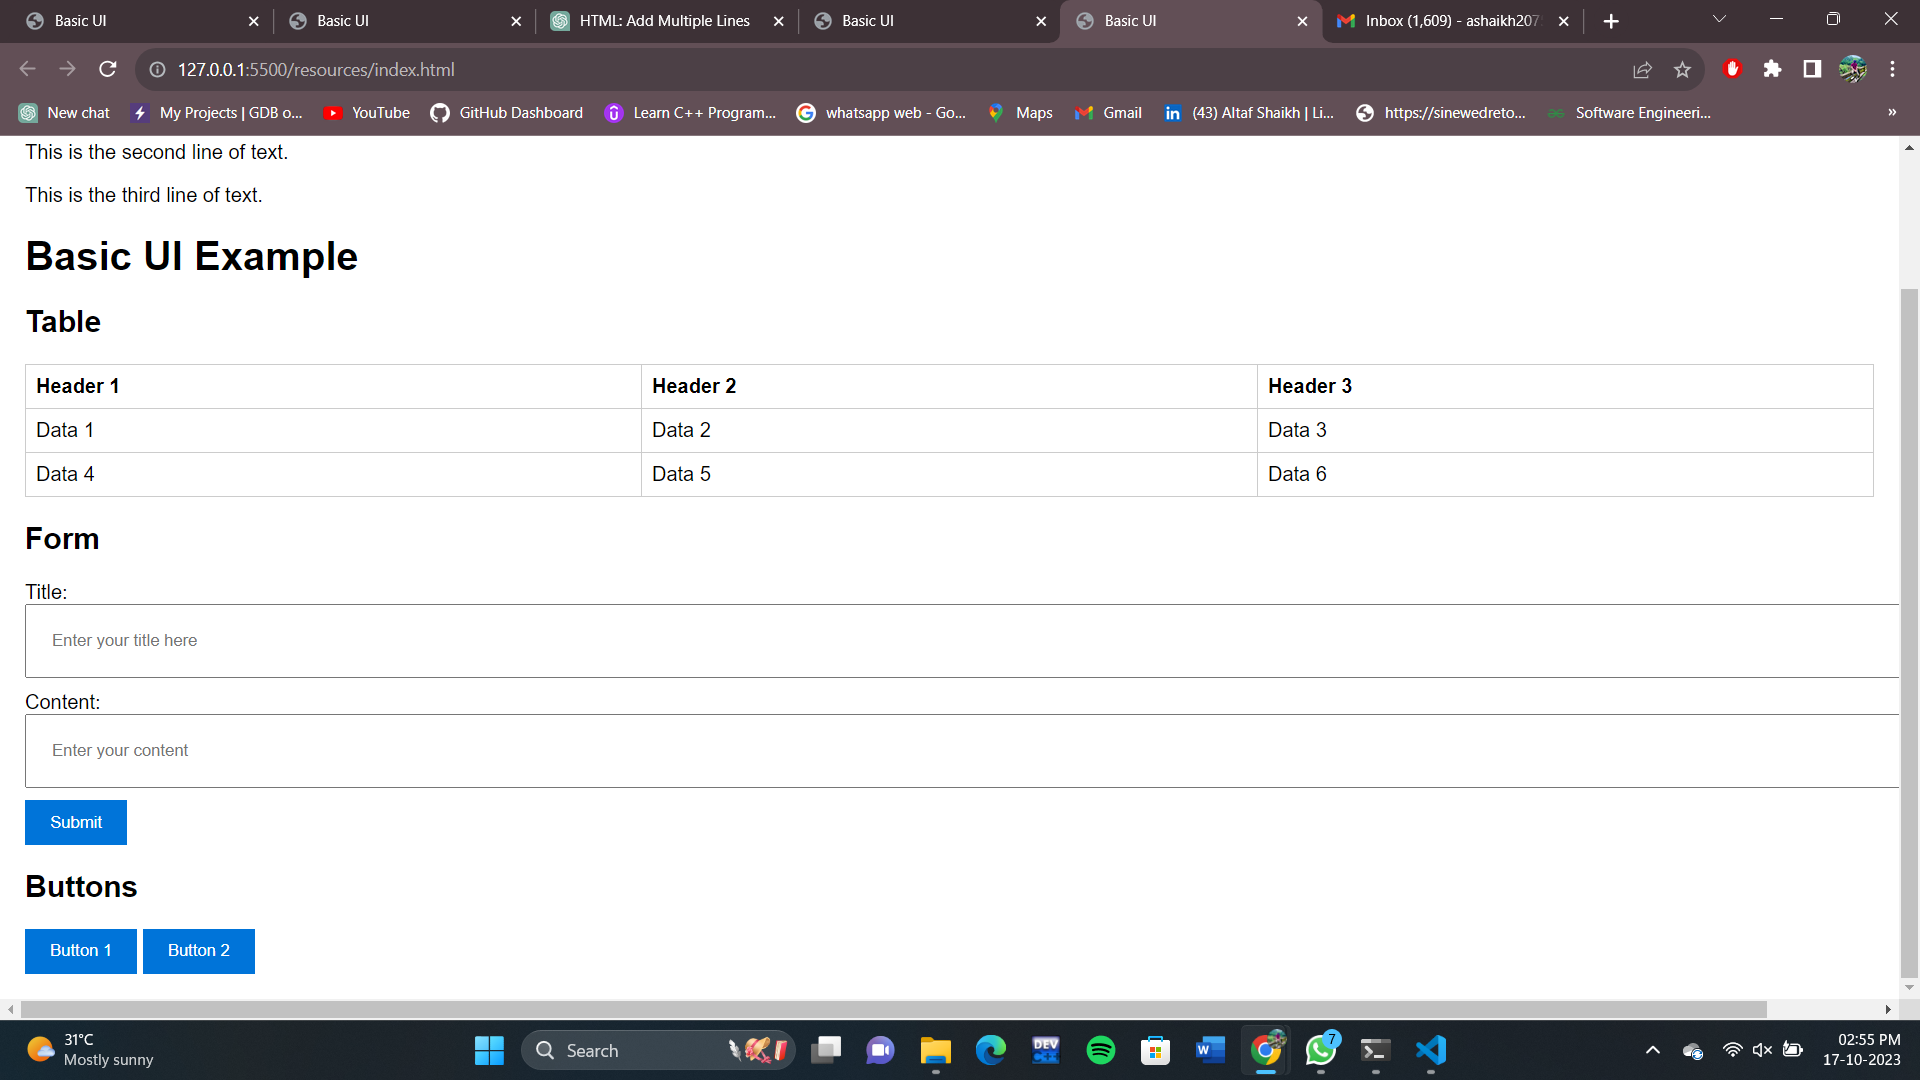 Basic UI
Basic UI
HTML: Add Multiple Lines
Basic UI
Basic UI
Inbox (1,609) - ashaikh207
127.0.0.1:5500/resources/index.html
New chat
My Projects | GDB o...
YouTube
GitHub Dashboard
Learn C++ Program...
whatsapp web - Go...
Maps
Gmail
(43) Altaf Shaikh | Li...
https://sinewedreto...
Software Engineeri...
»
This is the second line of text.
This is the third line of text.
Basic UI Example
Table
Header 1 Header 2 Header 3
Data 1 Data 2 Data 3
Data 4 Data 5 Data 6
Form
Title:
Enter your title here
Content:
Enter your content
Submit
Buttons
Button 1 Button 2
31°C
Mostly sunny
Search
DEV
C++
7
02:55 PM
17-10-2023